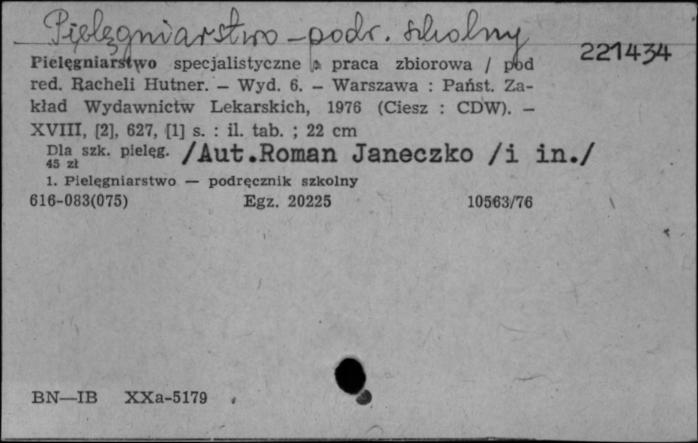 Pielęgniarstwo - podr. szkolny
221434
Pielęgniarstwo specjalistyczne : praca zbiorowa / pod
red. Racheli Hutner. – Wyd. 6. – Warszawa : Państ. Za-
kład Wydawnictw Lekarskich, 1976 (Ciesz : CDW). –
XVIII, [2], 627, [1] s. : il. tab. ; 22 cm
Dla szk. pielęg. /Aut.Roman Janeczko /i in./
45 zł
1. Pielęgniarstwo — podręcznik szkolny
616-083(075) Egz. 20225 10563/76
BN—IB XXa-5179